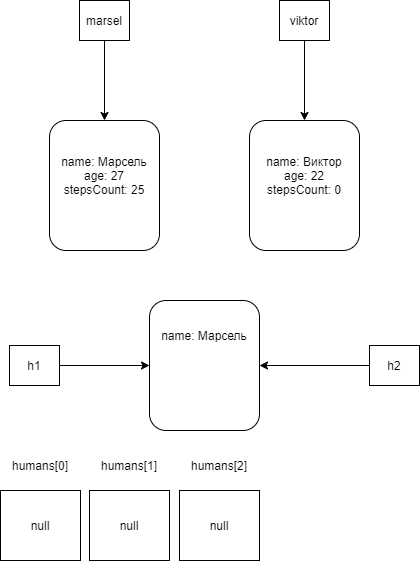 marsel
viktor
name: Марсель
age: 27
stepsCount: 25
name: Виктор
age: 22
stepsCount: 0
name: Марсель
h1
h2
humans[0]
humans[1]
humans[2]
null
null
null